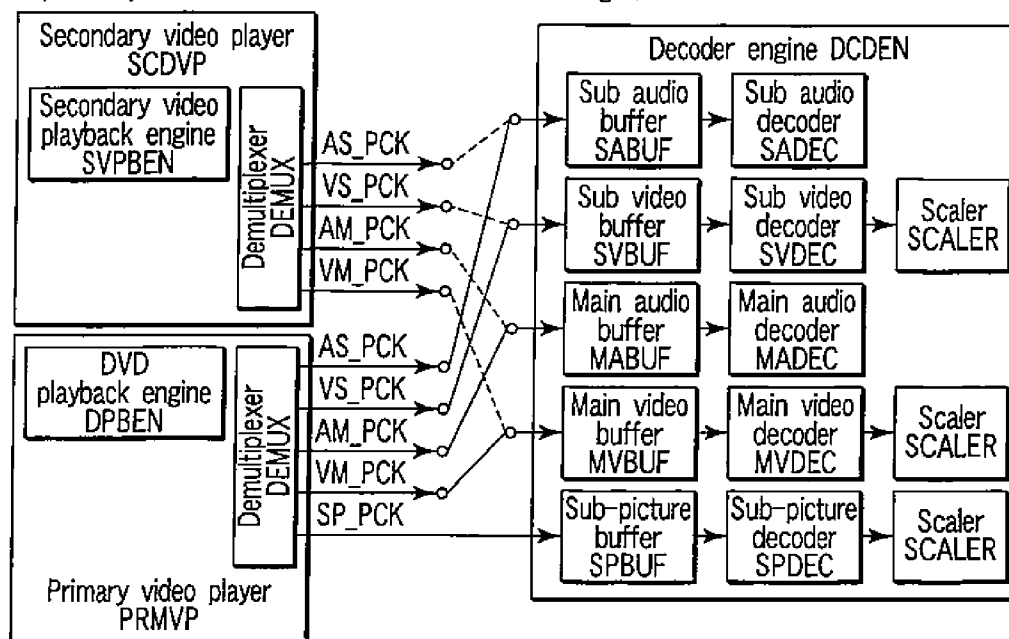 Secondary video player
SCDVP
Secondary video
playback engine
SVPBEN
Demultiplexer
DEMUX
AS_PCK
VS_PCK
AM_PCK
VM_PCK
DVD
playback engine
DPBEN
Demultiplexer
DEMUX
AS_PCK
VS_PCK
AM_PCK
VM_PCK
SP_PCK
Primary video player
PRMVP
Decoder engine DCDEN
Sub audio
buffer
SABUF
Sub audio
decoder
SADEC
Sub video
buffer
SVBUF
Sub video
decoder
SVDEC
Scaler
SCALER
Main audio
buffer
MABUF
Main audio
decoder
MADEC
Main video
buffer
MVBUF
Main video
decoder
MVDEC
Scaler
SCALER
Sub-picture
buffer
SPBUF
Sub-picture
decoder
SPDEC
Scaler
SCALER